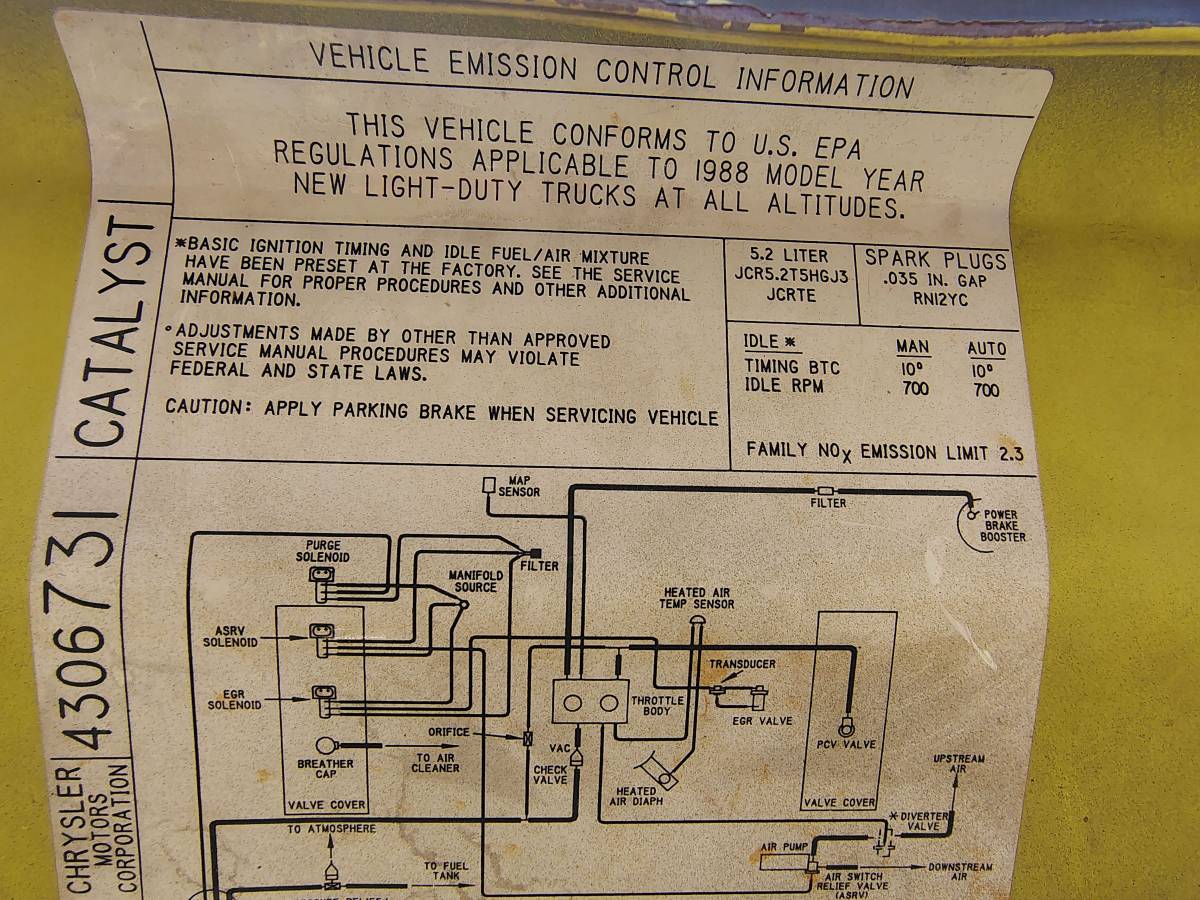 VEHICLE EMISSION CONTROL INFORMATION
THIS VEHICLE CONFORMS TO U.S. EPA
REGULATIONS APPLICABLE TO 1988 MODEL YEAR
NEW LIGHT-DUTY TRUCKS AT ALL ALTITUDES.
*BASIC IGNITION TIMING AND IDLE FUEL/AIR MIXTURE
HAVE BEEN PRESET AT THE FACTORY. SEE THE SERVICE
MANUAL FOR PROPER PROCEDURES AND OTHER ADDITIONAL
INFORMATION.
°ADJUSTMENTS MADE BY OTHER THAN APPROVED
SERVICE MANUAL PROCEDURES MAY VIOLATE
FEDERAL AND STATE LAWS.
CAUTION: APPLY PARKING BRAKE WHEN SERVICING VEHICLE
5.2 LITER
JCR5.2T5HGJ3
JCRTE
SPARK PLUGS
.035 IN. GAP
RN12YC
IDLE * MAN AUTO
TIMING BTC 10° 10°
IDLE RPM 700 700
FAMILY NOX EMISSION LIMIT 2.3
CATALYST
4306731
CHRYSLER
MOTORS
CORPORATION
MAP
SENSOR
FILTER
POWER
BRAKE
BOOSTER
PURGE
SOLENOID
FILTER
MANIFOLD
SOURCE
HEATED AIR
TEMP SENSOR
ASRV
SOLENOID
TRANSDUCER
EGR
SOLENOID
THROTTLE
BODY
EGR VALVE
ORIFICE
PCV VALVE
BREATHER
CAP
TO AIR
CLEANER
VAC
CHECK
VALVE
HEATED
AIR DIAPH
UPSTREAM
AIR
VALVE COVER
VALVE COVER
TO ATMOSPHERE
*DIVERTER
VALVE
AIR PUMP
TO FUEL
TANK
DOWNSTREAM
AIR
AIR SWITCH
RELIEF VALVE
(ASRV)